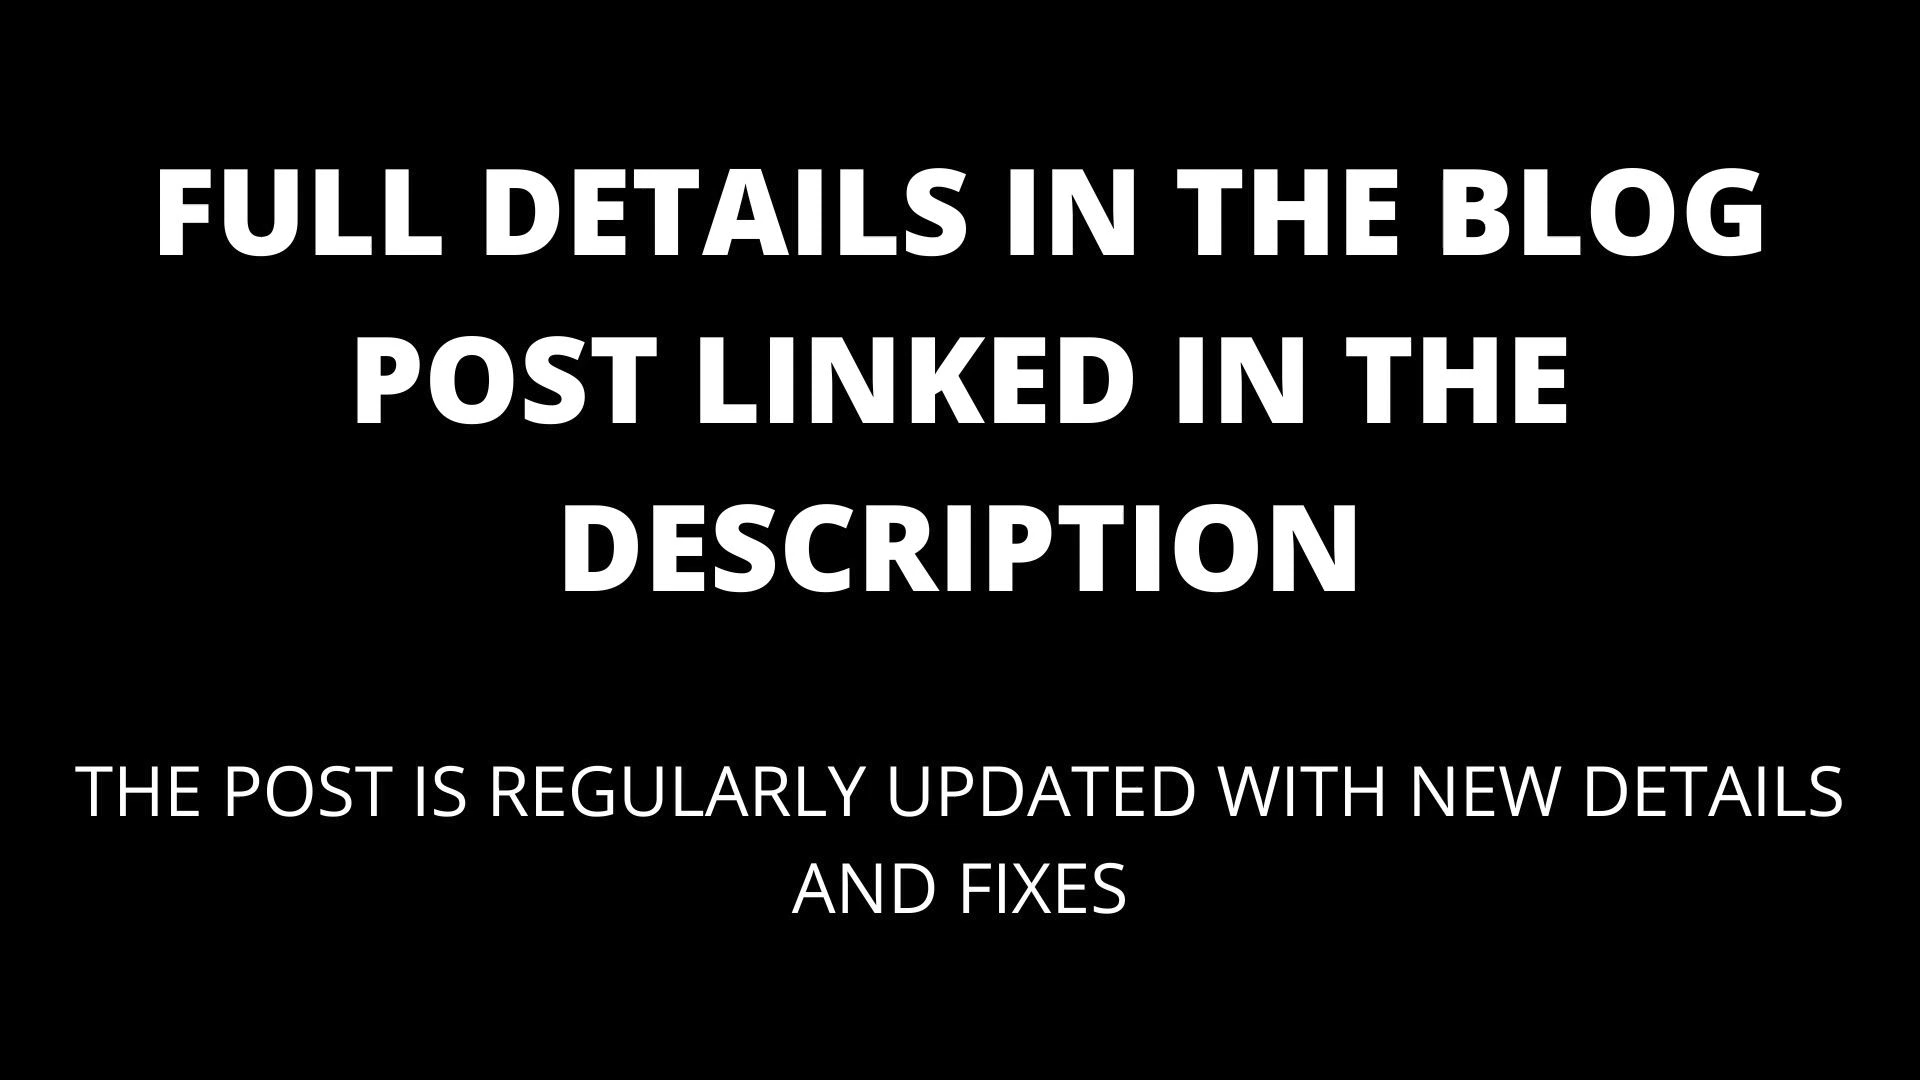 FULL DETAILS IN THE BLOG
POST LINKED IN THE
DESCRIPTION
THE POST IS REGULARLY UPDATED WITH NEW DETAILS
AND FIXES